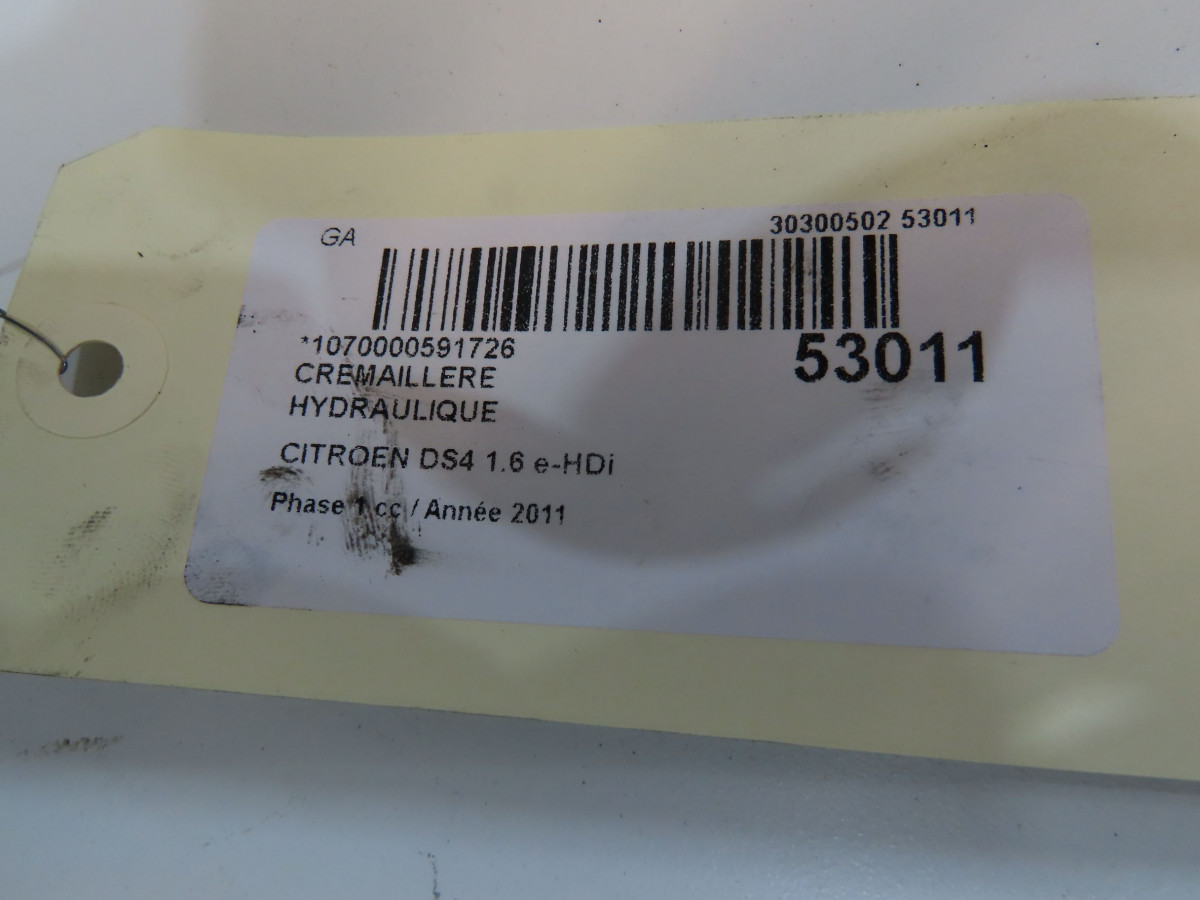 GA
30300502 53011
*1070000591726
53011
CREMAILLERE
HYDRAULIQUE
CITROEN DS4 1.6 e-HDi
Phase 1 cc / Année 2011